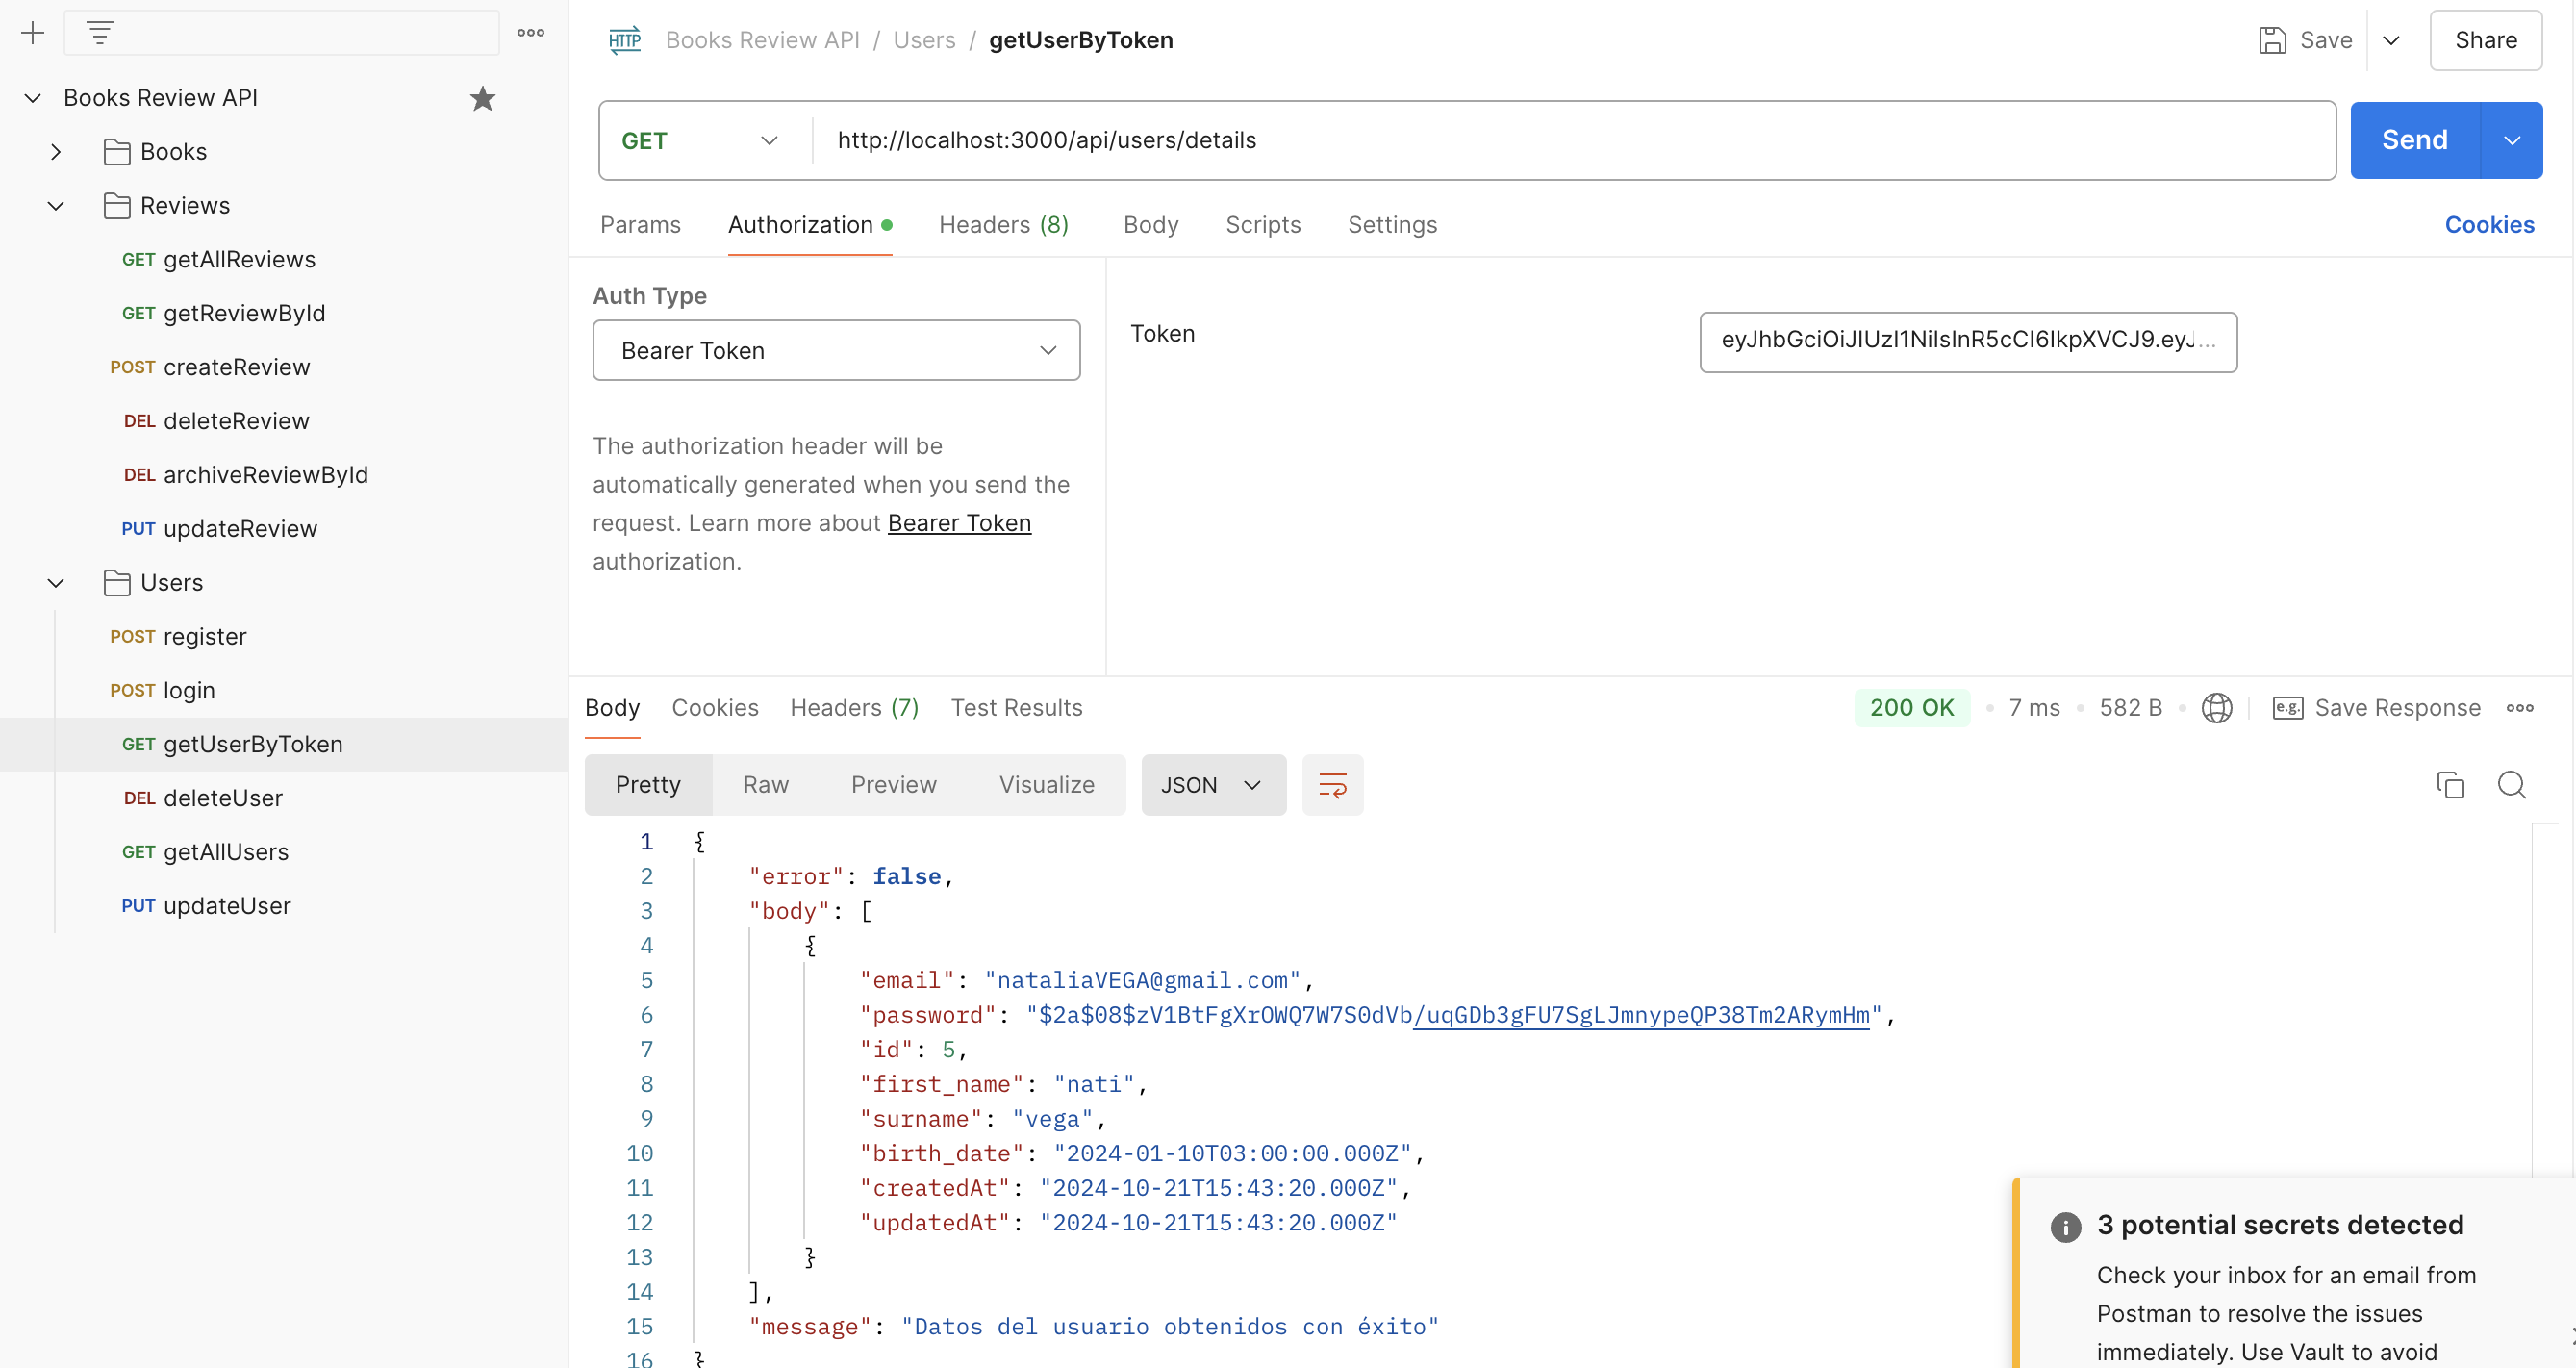 Books Review API
Books
Reviews
GET getAllReviews
GET getReviewById
POST createReview
DEL deleteReview
DEL archiveReviewById
PUT updateReview
Users
POST register
POST login
GET getUserByToken
DEL deleteUser
GET getAllUsers
PUT updateUser
HTTP Books Review API / Users / getUserByToken
Save
Share
GET http://localhost:3000/api/users/details
Send
Params Authorization Headers (8) Body Scripts Settings
Cookies
Auth Type
Bearer Token
The authorization header will be
automatically generated when you send the
request. Learn more about Bearer Token
authorization.
Token
eyJhbGciOiJIUzI1NiIsInR5cCI6IkpXVCJ9.eyJ...
Body Cookies Headers (7) Test Results
200 OK • 7 ms • 582 B • e.g. Save Response
Pretty Raw Preview Visualize JSON
1 {
2 "error": false,
3 "body": [
4 {
5 "email": "nataliaVEGA@gmail.com",
6 "password": "$2a$08$zV1BtFgXrOWQ7W7S0dVb/uqGDb3gFU7SgLJmnypeQP38Tm2ARymHm",
7 "id": 5,
8 "first_name": "nati",
9 "surname": "vega",
10 "birth_date": "2024-01-10T03:00:00.000Z",
11 "createdAt": "2024-10-21T15:43:20.000Z",
12 "updatedAt": "2024-10-21T15:43:20.000Z"
13 }
14 ],
15 "message": "Datos del usuario obtenidos con éxito"
16 }
3 potential secrets detected
Check your inbox for an email from
Postman to resolve the issues
immediately. Use Vault to avoid